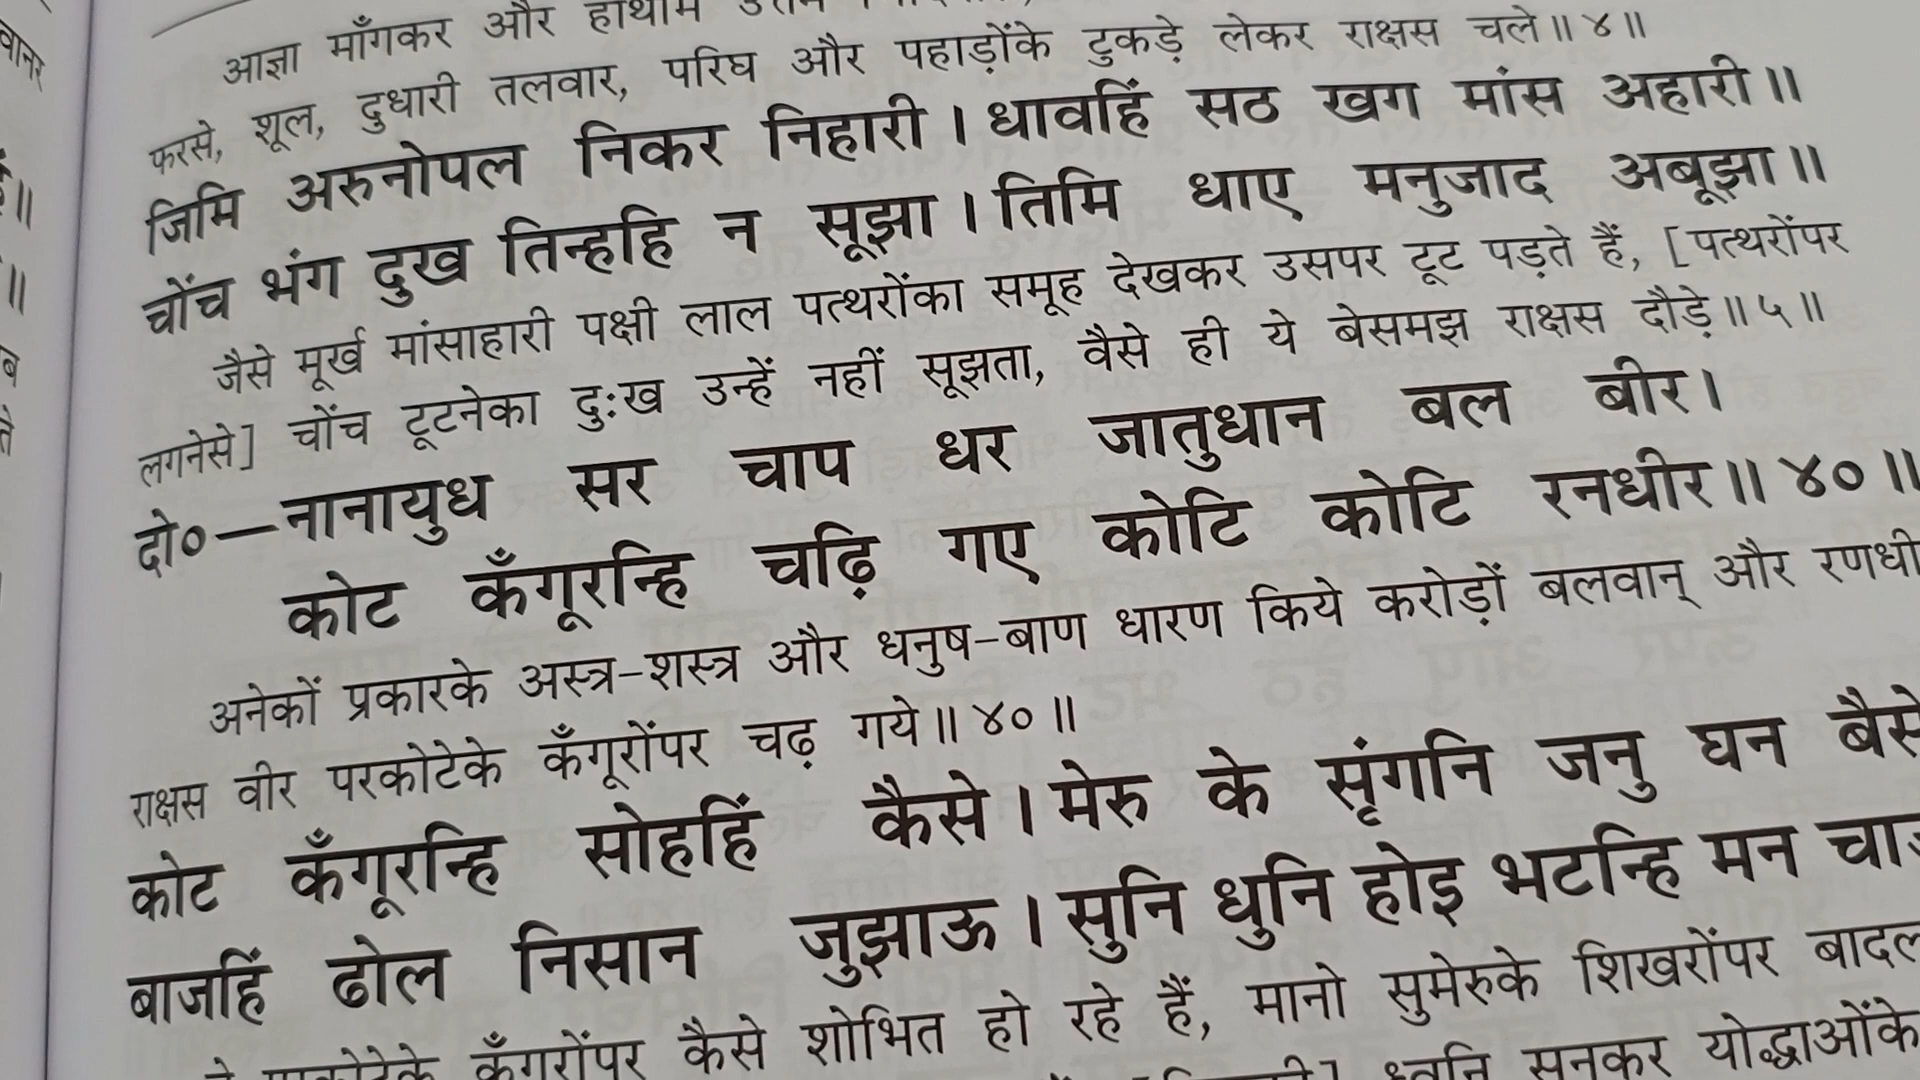 आज्ञा माँगकर और हाथोंमें
फरसे, शूल, दुधारी तलवार, परिघ और पहाड़ोंके टुकड़े लेकर राक्षस चले॥ ४॥
जिमि अरुनोपल निकर निहारी। धावहिं सठ खग मांस अहारी॥
चोंच भंग दुख तिन्हहि न सूझा। तिमि धाए मनुजाद अबूझा॥
जैसे मूर्ख मांसाहारी पक्षी लाल पत्थरोंका समूह देखकर उसपर टूट पड़ते हैं, [पत्थरोंपर
लगनेसे] चोंच टूटनेका दुःख उन्हें नहीं सूझता, वैसे ही ये बेसमझ राक्षस दौड़े॥ ५॥
दो०—नानायुध सर चाप धर जातुधान बल बीर।
कोट कँगूरन्हि चढ़ि गए कोटि कोटि रनधीर॥ ४०॥
अनेकों प्रकारके अस्त्र-शस्त्र और धनुष-बाण धारण किये करोड़ों बलवान् और रणधी
राक्षस वीर परकोटेके कँगूरोंपर चढ़ गये॥ ४०॥
कोट कँगूरन्हि सोहहिं कैसे। मेरु के सृंगनि जनु घन बैसे
बाजहिं ढोल निसान जुझाऊ। सुनि धुनि होइ भटन्हि मन
कँगूरोंपर कैसे शोभित हो रहे हैं, मानो सुमेरुके शिखरोंपर बादल
ध्वनि सुनकर योद्धाओंके